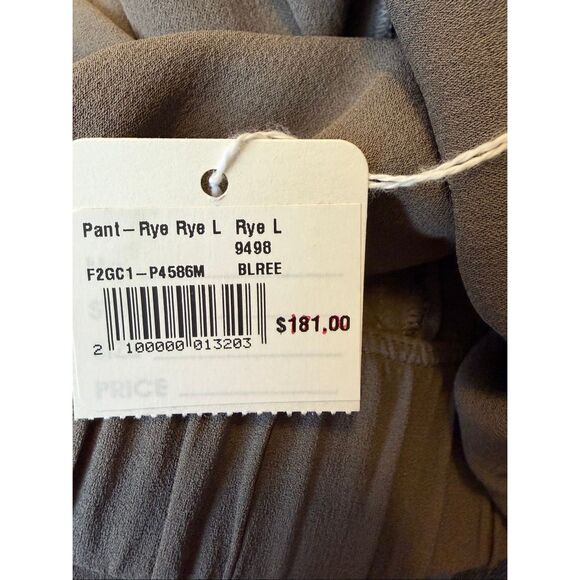 Pant-Rye Rye L Rye L
9498
F2GC1-P4586M BLREE
$181.00
2 100000 013203
PRICE